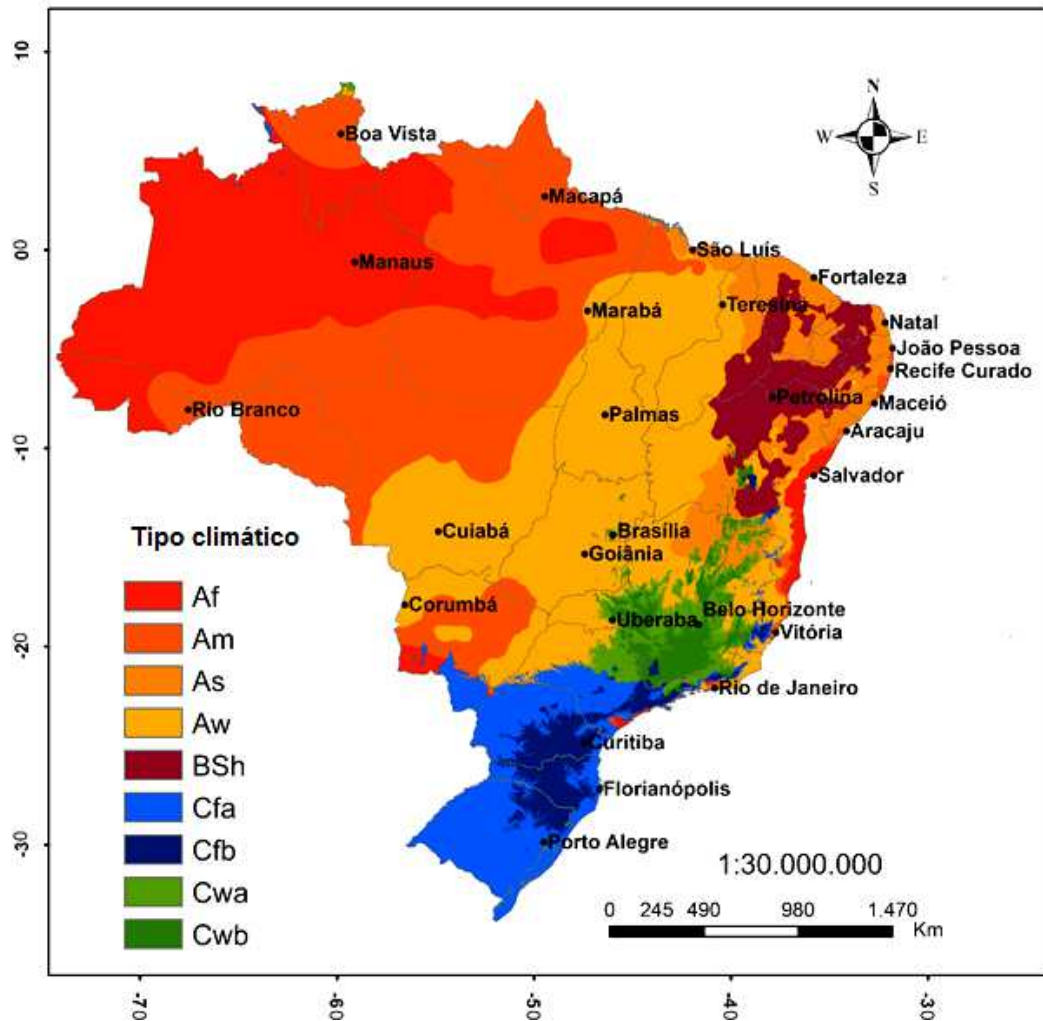 10
00
-10
-20
-30
-70
-60
-50
-40
-30
N
W
E
S
Boa Vista
Macapá
São Luís
Manaus
Fortaleza
Marabá
Teresina
Natal
João Pessoa
Recife Curado
Rio Branco
Palmas
Petrolina
Maceió
Aracaju
Salvador
Cuiabá
Brasília
Goiânia
Corumbá
Uberaba
Belo Horizonte
Vitória
Rio de Janeiro
Curitiba
Florianópolis
Porto Alegre
Tipo climático
Af
Am
As
Aw
BSh
Cfa
Cfb
Cwa
Cwb
1:30.000.000
0 245 490 980 1.470
Km